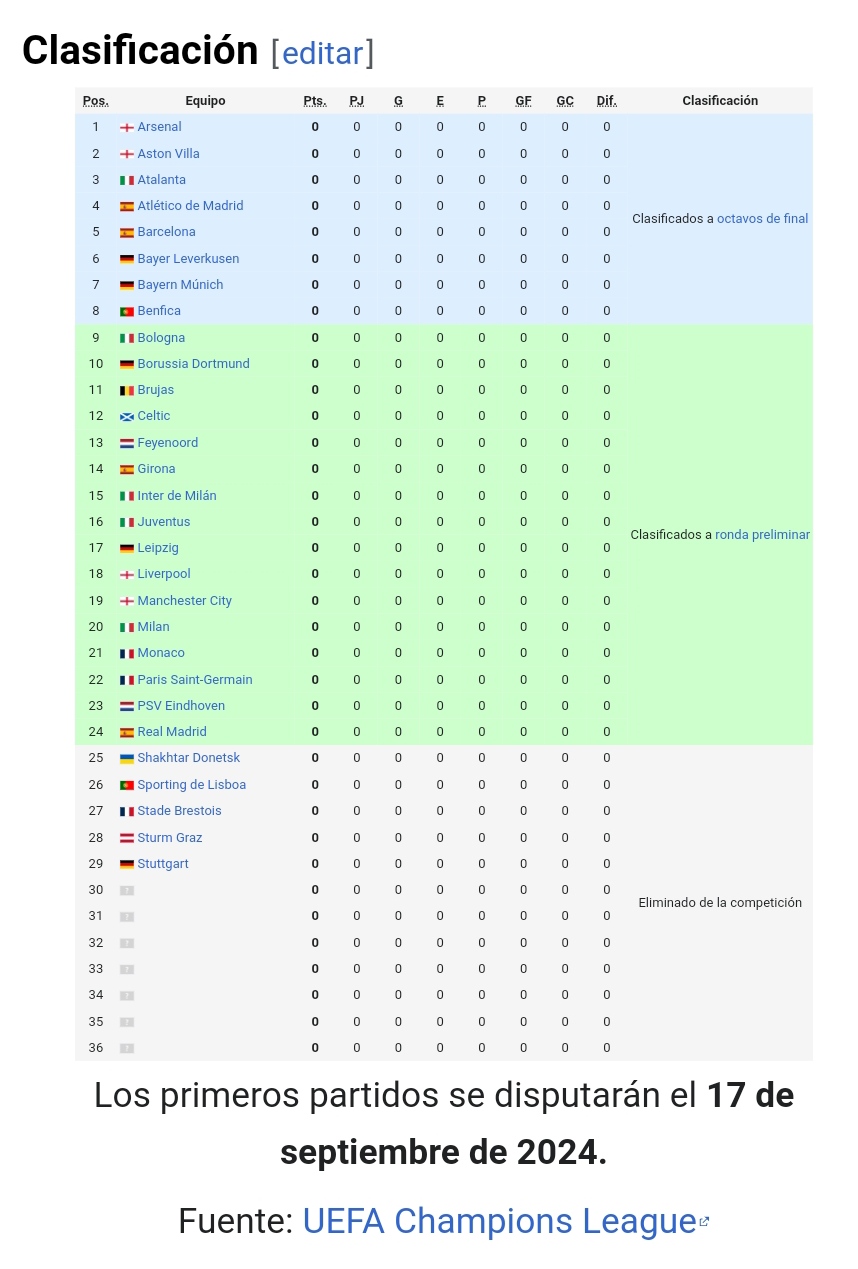 Clasificación [editar]
Pos. Equipo Pts. PJ G E P GF GC Dif. Clasificación
1 Arsenal 0 0 0 0 0 0 0 0
2 Aston Villa 0 0 0 0 0 0 0 0
3 Atalanta 0 0 0 0 0 0 0 0
4 Atlético de Madrid 0 0 0 0 0 0 0 0
Clasificados a octavos de final
5 Barcelona 0 0 0 0 0 0 0 0
6 Bayer Leverkusen 0 0 0 0 0 0 0 0
7 Bayern Múnich 0 0 0 0 0 0 0 0
8 Benfica 0 0 0 0 0 0 0 0
9 Bologna 0 0 0 0 0 0 0 0
10 Borussia Dortmund 0 0 0 0 0 0 0 0
11 Brujas 0 0 0 0 0 0 0 0
12 Celtic 0 0 0 0 0 0 0 0
13 Feyenoord 0 0 0 0 0 0 0 0
14 Girona 0 0 0 0 0 0 0 0
15 Inter de Milán 0 0 0 0 0 0 0 0
16 Juventus 0 0 0 0 0 0 0 0
Clasificados a ronda preliminar
17 Leipzig 0 0 0 0 0 0 0 0
18 Liverpool 0 0 0 0 0 0 0 0
19 Manchester City 0 0 0 0 0 0 0 0
20 Milan 0 0 0 0 0 0 0 0
21 Monaco 0 0 0 0 0 0 0 0
22 Paris Saint-Germain 0 0 0 0 0 0 0 0
23 PSV Eindhoven 0 0 0 0 0 0 0 0
24 Real Madrid 0 0 0 0 0 0 0 0
25 Shakhtar Donetsk 0 0 0 0 0 0 0 0
26 Sporting de Lisboa 0 0 0 0 0 0 0 0
27 Stade Brestois 0 0 0 0 0 0 0 0
28 Sturm Graz 0 0 0 0 0 0 0 0
29 Stuttgart 0 0 0 0 0 0 0 0
30 ? 0 0 0 0 0 0 0 0
Eliminado de la competición
31 ? 0 0 0 0 0 0 0 0
32 ? 0 0 0 0 0 0 0 0
33 ? 0 0 0 0 0 0 0 0
34 ? 0 0 0 0 0 0 0 0
35 ? 0 0 0 0 0 0 0 0
36 ? 0 0 0 0 0 0 0 0
Los primeros partidos se disputarán el 17 de
septiembre de 2024.
Fuente: UEFA Champions League